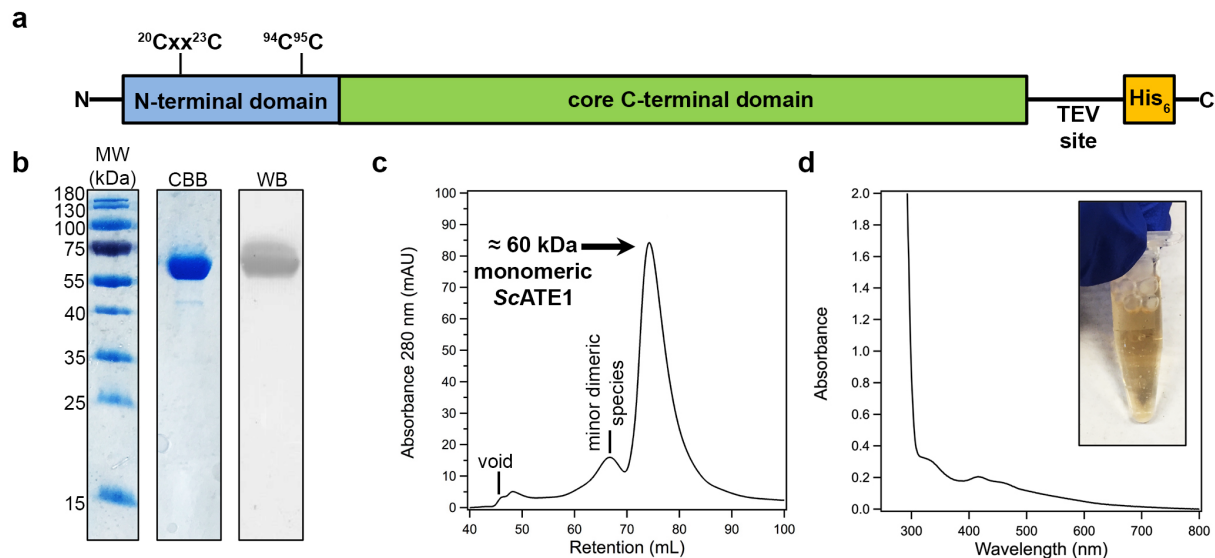 a
²⁰Cxx²³C
⁹⁴C⁹⁵C
N
N-terminal domain
core C-terminal domain
His₆
C
TEV
site
b
MW
(kDa)
CBB
WB
180
130
100
75
55
40
35
25
15
c
100
90
80
70
60
50
40
30
20
10
0
Absorbance 280 nm (mAU)
≈ 60 kDa
monomeric
ScATE1
minor dimeric
species
void
40
50
60
70
80
90
100
Retention (mL)
d
2.0
1.8
1.6
1.4
1.2
1.0
0.8
0.6
0.4
0.2
0.0
Absorbance
300
400
500
600
700
800
Wavelength (nm)